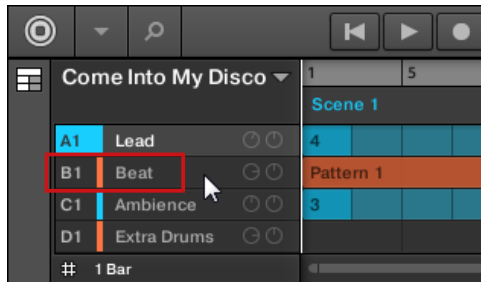 Come Into My Disco
1 5
Scene 1
A1 Lead 4
B1 Beat Pattern 1
C1 Ambience 3
D1 Extra Drums
1 Bar